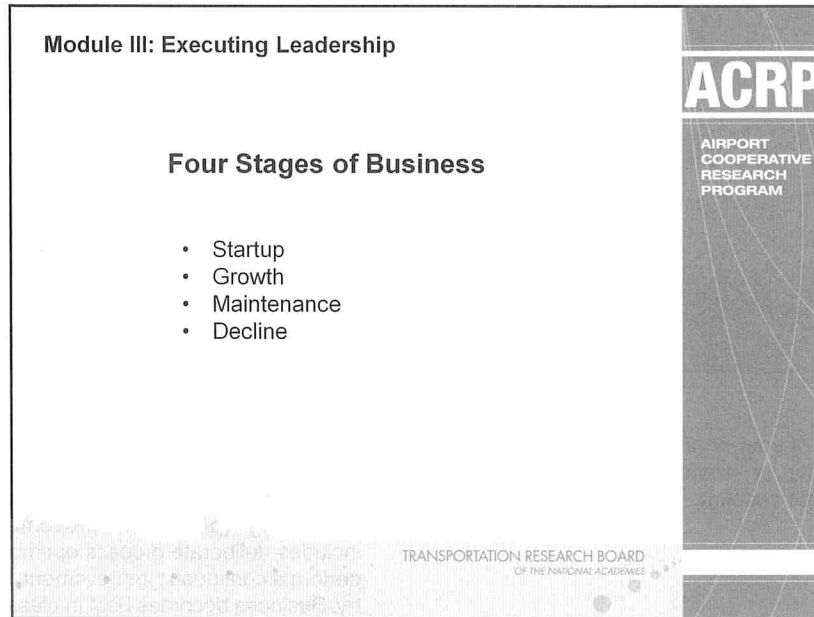 Module III: Executing Leadership
ACRP
AIRPORT
COOPERATIVE
RESEARCH
PROGRAM
Four Stages of Business
• Startup
• Growth
• Maintenance
• Decline
TRANSPORTATION RESEARCH BOARD
OF THE NATIONAL ACADEMIES